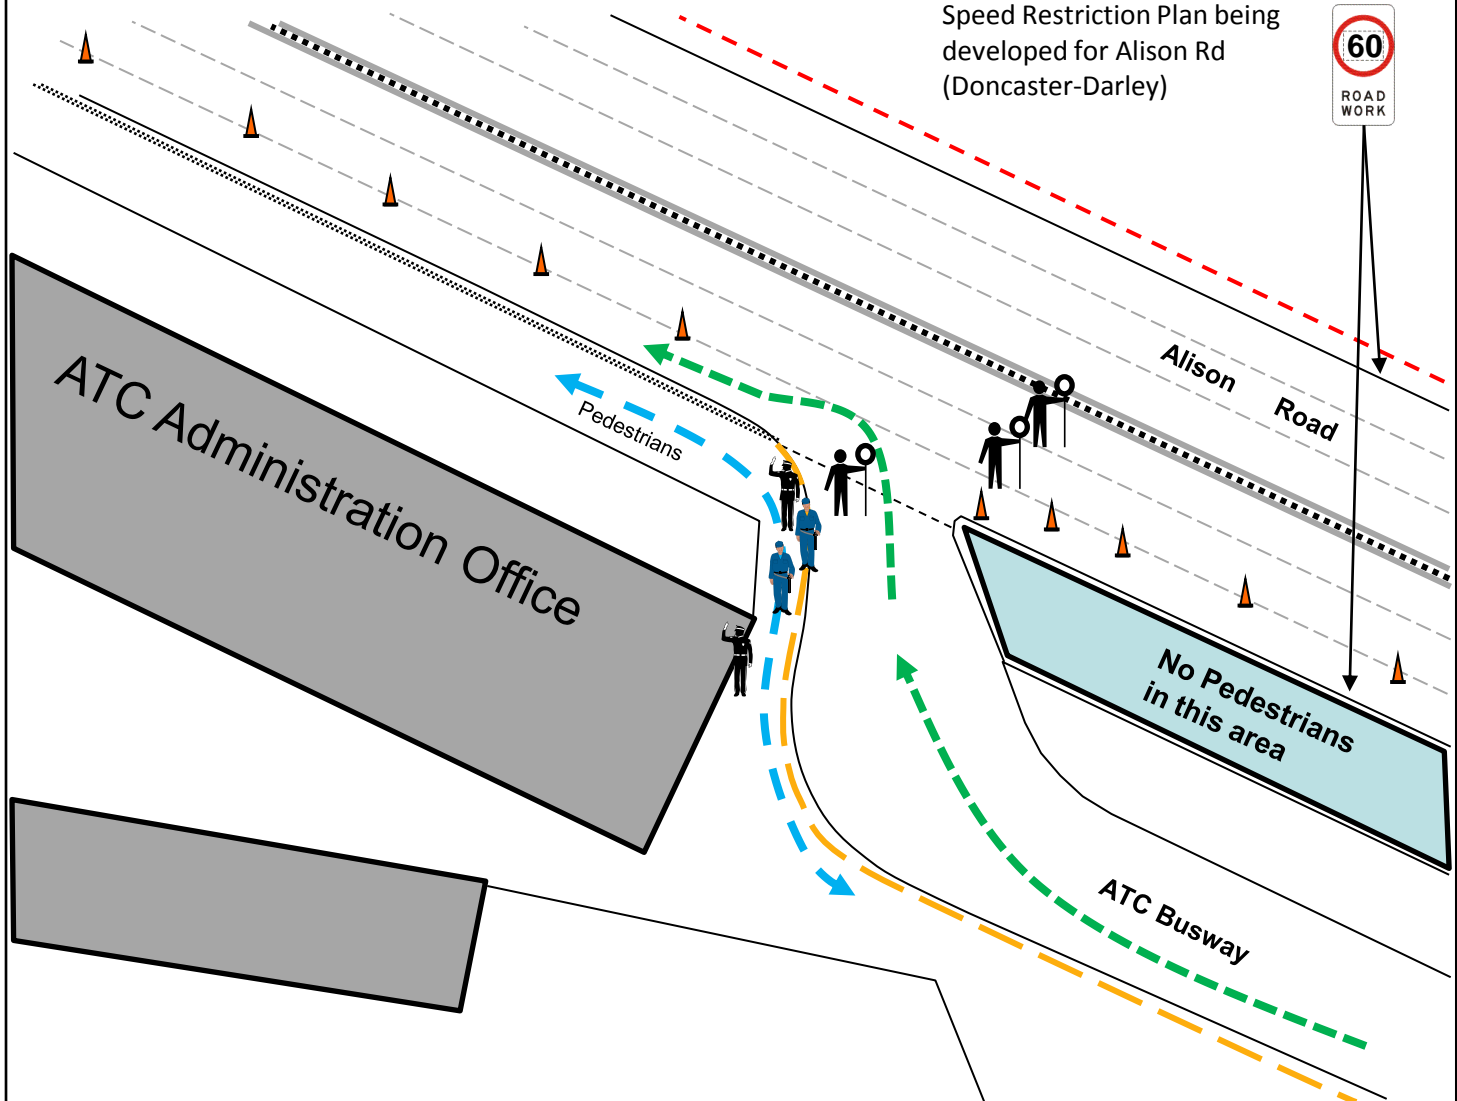 Speed Restriction Plan being
developed for Alison Rd
(Doncaster-Darley)
60
ROAD
WORK
Alison Road
ATC Administration Office
Pedestrians
No Pedestrians
in this area
ATC Busway